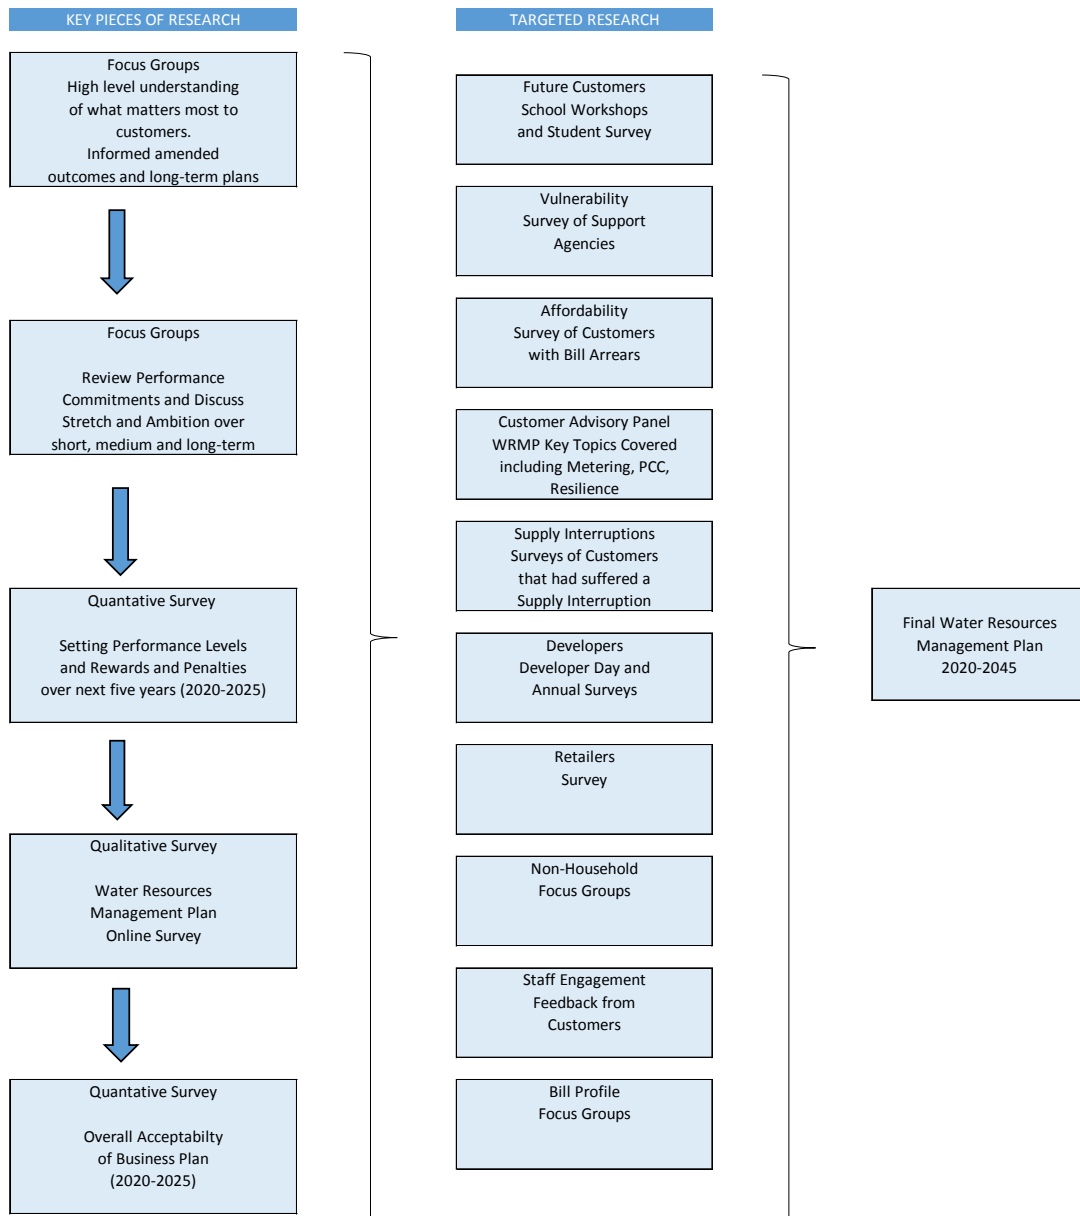 KEY PIECES OF RESEARCH
Focus Groups
High level understanding
of what matters most to
customers.
Informed amended
outcomes and long-term plans
Focus Groups
Review Performance
Commitments and Discuss
Stretch and Ambition over
short, medium and long-term
Quantative Survey
Setting Performance Levels
and Rewards and Penalties
over next five years (2020-2025)
Qualitative Survey
Water Resources
Management Plan
Online Survey
Quantative Survey
Overall Acceptabilty
of Business Plan
(2020-2025)
TARGETED RESEARCH
Future Customers
School Workshops
and Student Survey
Vulnerability
Survey of Support
Agencies
Affordability
Survey of Customers
with Bill Arrears
Customer Advisory Panel
WRMP Key Topics Covered
including Metering, PCC,
Resilience
Supply Interruptions
Surveys of Customers
that had suffered a
Supply Interruption
Developers
Developer Day and
Annual Surveys
Retailers
Survey
Non-Household
Focus Groups
Staff Engagement
Feedback from
Customers
Bill Profile
Focus Groups
Final Water Resources
Management Plan
2020-2045